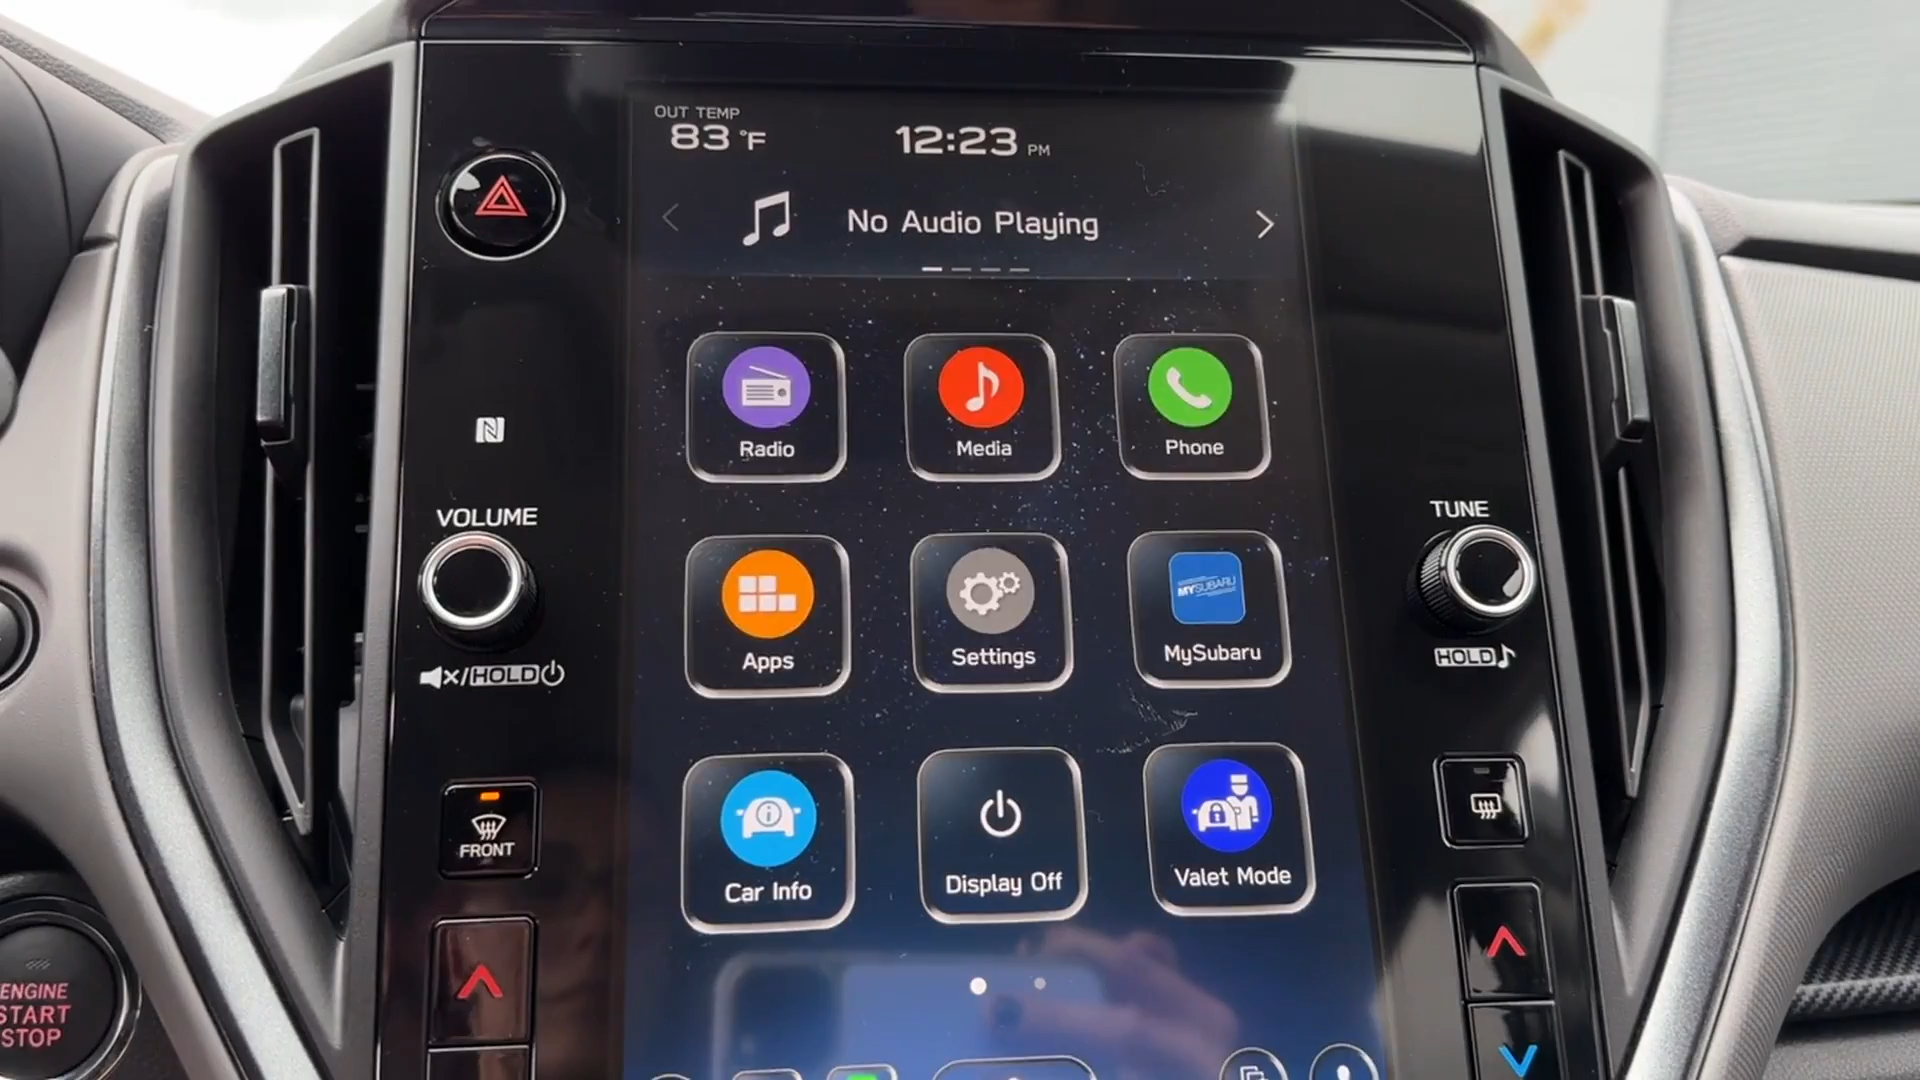 OUT TEMP
83 °F
12:23 PM
No Audio Playing
Radio
Media
Phone
VOLUME
TUNE
HOLD
HOLD
Apps
Settings
MYSUBARU
MySubaru
FRONT
Car Info
Display Off
Valet Mode
ENGINE
START
STOP